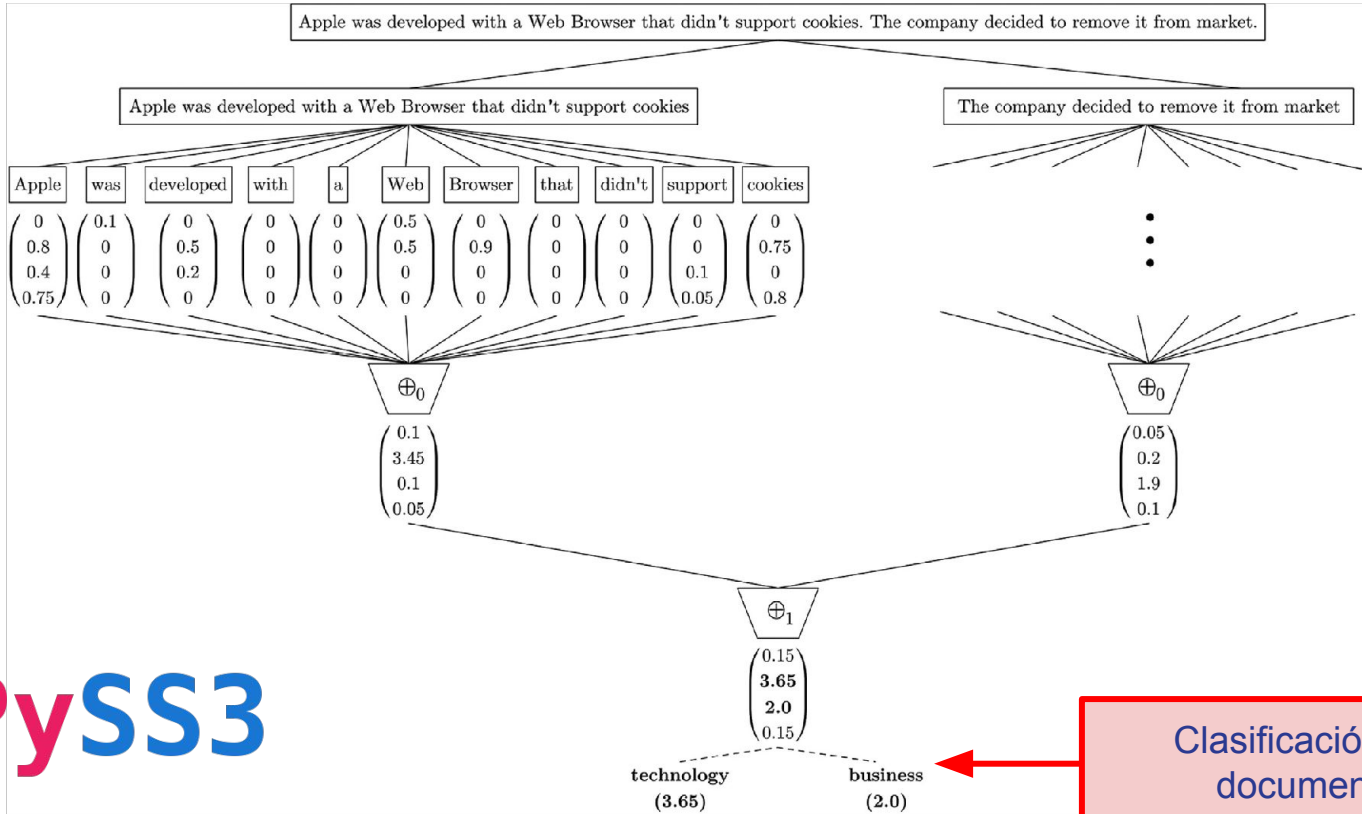 Apple was developed with a Web Browser that didn't support cookies. The company decided to remove it from market.
Apple was developed with a Web Browser that didn't support cookies
The company decided to remove it from market
Apple was developed with a Web Browser that didn't support cookies
0 0.1 0 0 0 0.5 0 0 0 0 0
0.8 0 0.5 0 0 0.5 0.9 0 0 0 0.75
0.4 0 0.2 0 0 0 0 0 0 0.1 0
0.75 0 0 0 0 0 0 0 0 0.05 0.8
⊕0 ⊕0
0.1 0.05
3.45 0.2
0.1 1.9
0.05 0.1
⊕1
0.15
3.65
2.0
0.15
technology business
(3.65) (2.0)
PySS3
Clasificació
documen